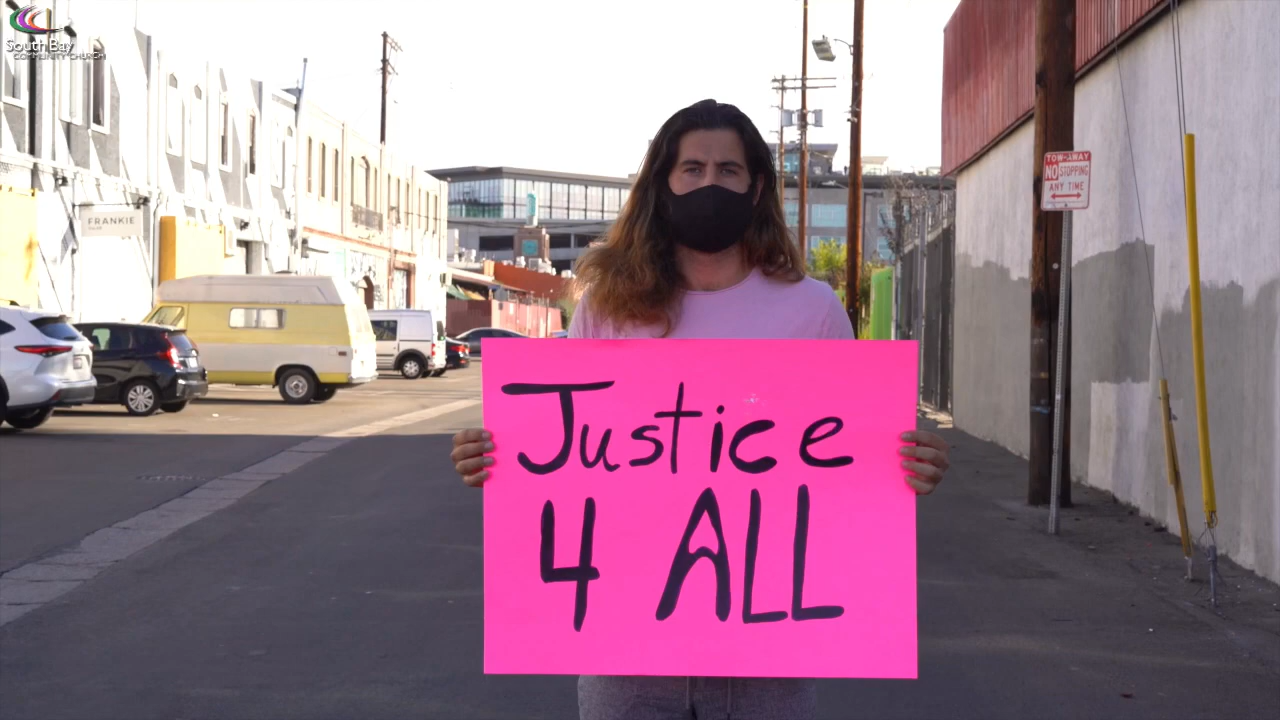 South Bay
COMMUNITY CHURCH
FRANKIE
TOW-AWAY
NO STOPPING
ANY TIME
Justice
4 ALL